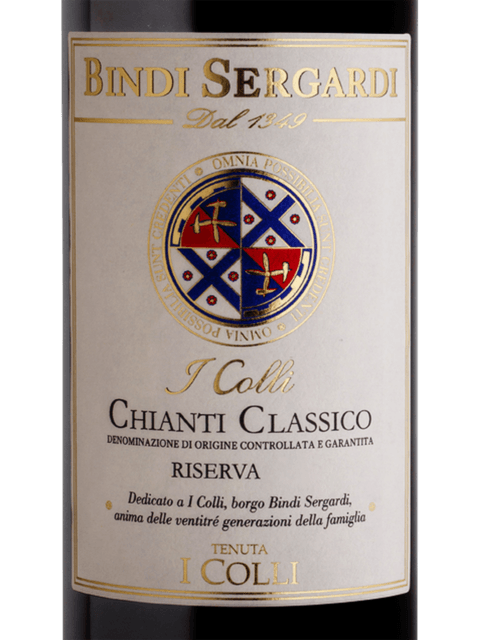 BINDI SERGARDI
Dal 1349
OMNIA POSSIBILIA SUNT CREDENTI OMNIA POSSIBILIA SUNT CREDENTI
I Colli
CHIANTI CLASSICO
DENOMINAZIONE DI ORIGINE CONTROLLATA E GARANTITA
RISERVA
Dedicato a I Colli, borgo Bindi Sergardi,
anima delle ventitré generazioni della famiglia
TENUTA
I COLLI